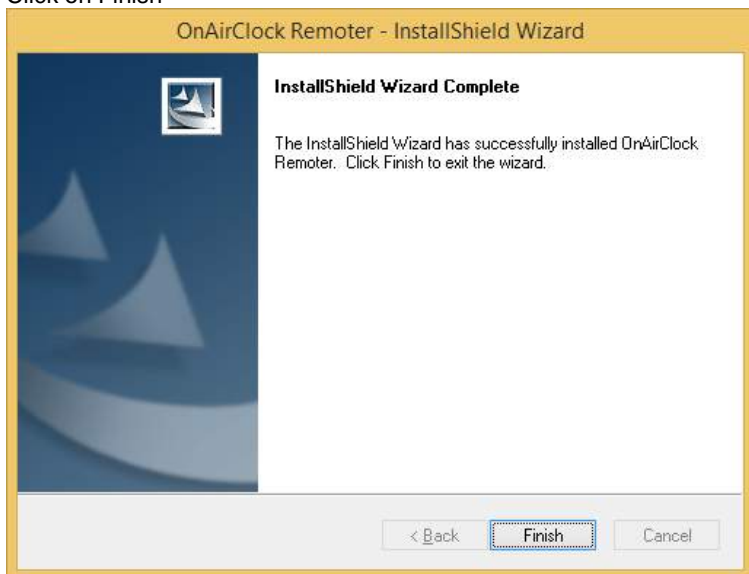 Click on Finish
OnAirClock Remoter - InstallShield Wizard
InstallShield Wizard Complete
The InstallShield Wizard has successfully installed OnAirClock
Remoter. Click Finish to exit the wizard.
< Back Finish Cancel